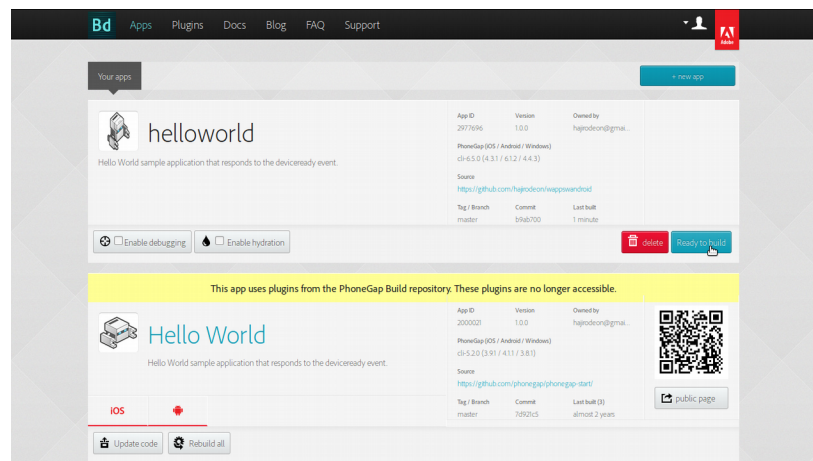 Bd Apps Plugins Docs Blog FAQ Support
Adobe
Your apps
+ new app
helloworld
Hello World sample application that responds to the deviceready event.
App ID Version Owned by
2977696 1.0.0 hajirodeon@gmai...
PhoneGap (iOS / Android / Windows)
cli-6.5.0 (4.3.1 / 6.1.2 / 4.4.3)
Source
https://github.com/hajirodeon/wappswandroid
Tag / Branch Commit Last built
master b9ab700 1 minute
Enable debugging Enable hydration
delete Ready to build
This app uses plugins from the PhoneGap Build repository. These plugins are no longer accessible.
Hello World
Hello World sample application that responds to the deviceready event.
App ID Version Owned by
2000021 1.0.0 hajirodeon@gmai...
PhoneGap (iOS / Android / Windows)
cli-5.2.0 (3.9.1 / 4.1.1 / 3.8.1)
Source
https://github.com/phonegap/phonegap-start/
Tag / Branch Commit Last built (3)
master 7d921c5 almost 2 years
public page
iOS
Update code Rebuild all